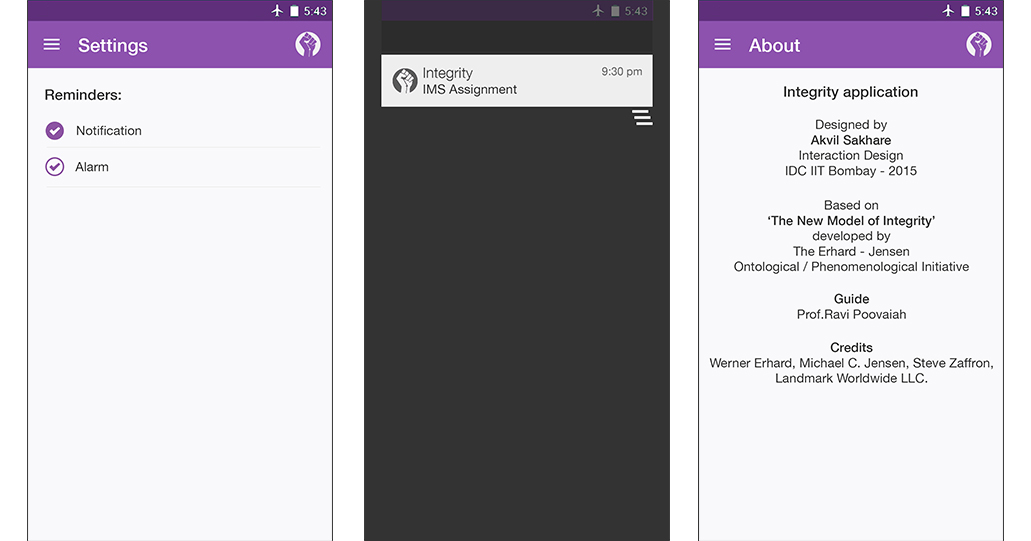 5:43
Settings
Reminders:
Notification
Alarm
5:43
Integrity
9:30 pm
IMS Assignment
5:43
About
Integrity application
Designed by
Akvil Sakhare
Interaction Design
IDC IIT Bombay - 2015
Based on
‘The New Model of Integrity’
developed by
The Erhard - Jensen
Ontological / Phenomenological Initiative
Guide
Prof.Ravi Poovaiah
Credits
Werner Erhard, Michael C. Jensen, Steve Zaffron,
Landmark Worldwide LLC.